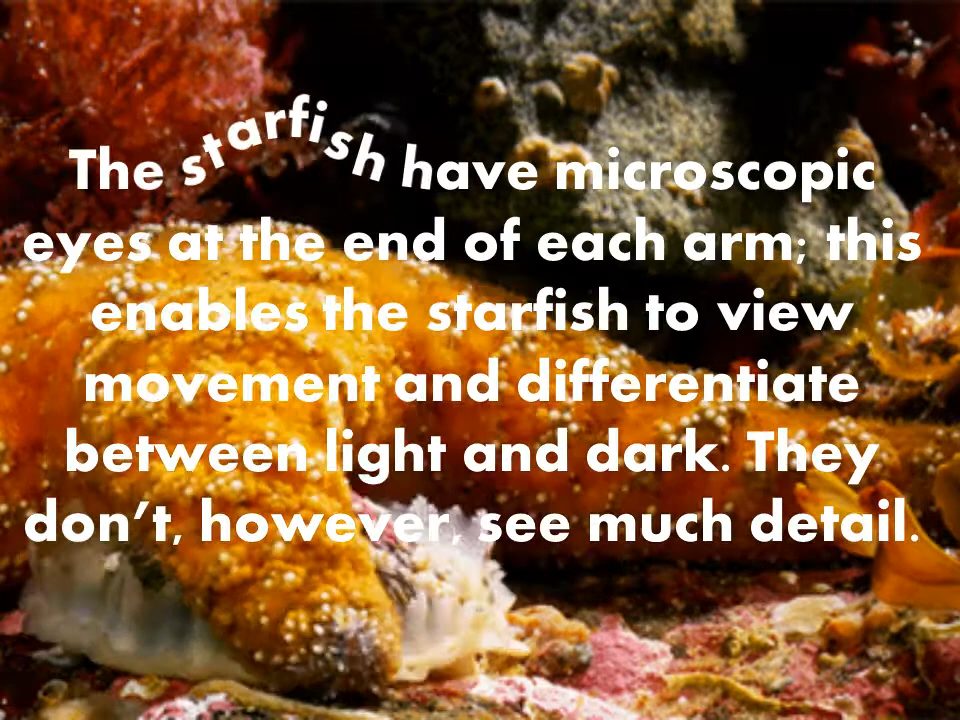 The starfish have microscopic
eyes at the end of each arm; this
enables the starfish to view
movement and differentiate
between light and dark. They
don't, however, see much detail.